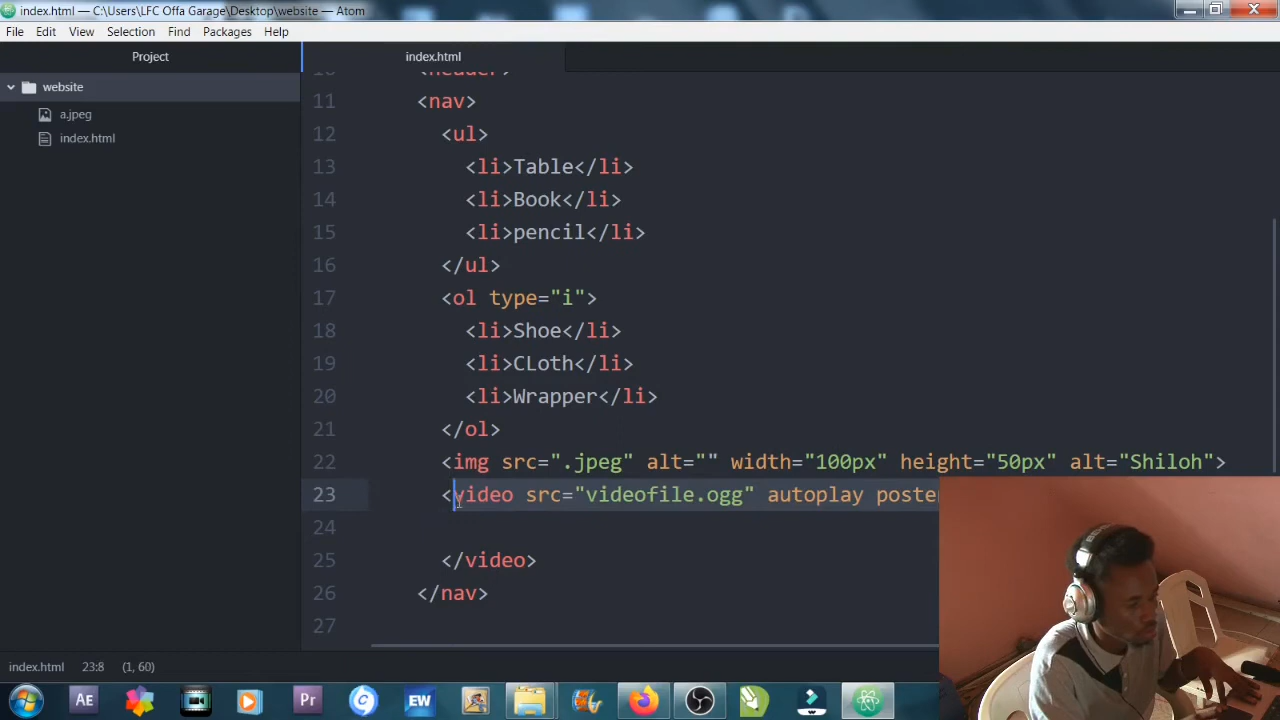 index.html — C:\Users\LFC Offa Garage\Desktop\website — Atom
File Edit View Selection Find Packages Help
Project
index.html
website
a.jpeg
index.html
11 <nav>
12 <ul>
13 <li>Table</li>
14 <li>Book</li>
15 <li>pencil</li>
16 </ul>
17 <ol type="i">
18 <li>Shoe</li>
19 <li>CLoth</li>
20 <li>Wrapper</li>
21 </ol>
22 <img src=".jpeg" alt="" width="100px" height="50px" alt="Shiloh">
23 <video src="videofile.ogg" autoplay poster
24
25 </video>
26 </nav>
27
index.html 23:8 (1, 60)
AE Pr EW